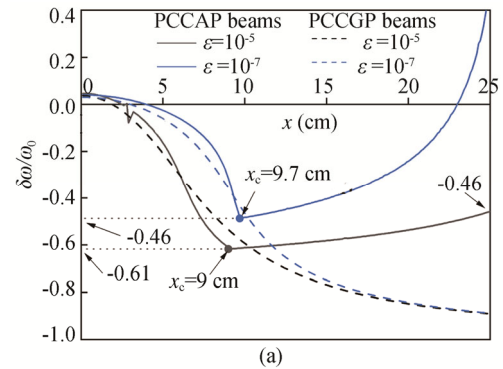 PCCAP beams PCCGP beams
ε=10⁻⁵ ε=10⁻⁵
ε=10⁻⁷ ε=10⁻⁷
0.4
0.2
0.0
-0.2
-0.4
-0.6
-0.8
-1.0
δω/ω₀
0 5 10 15 20 25
x (cm)
x_c=9.7 cm
-0.46
-0.46
-0.61
x_c=9 cm
(a)